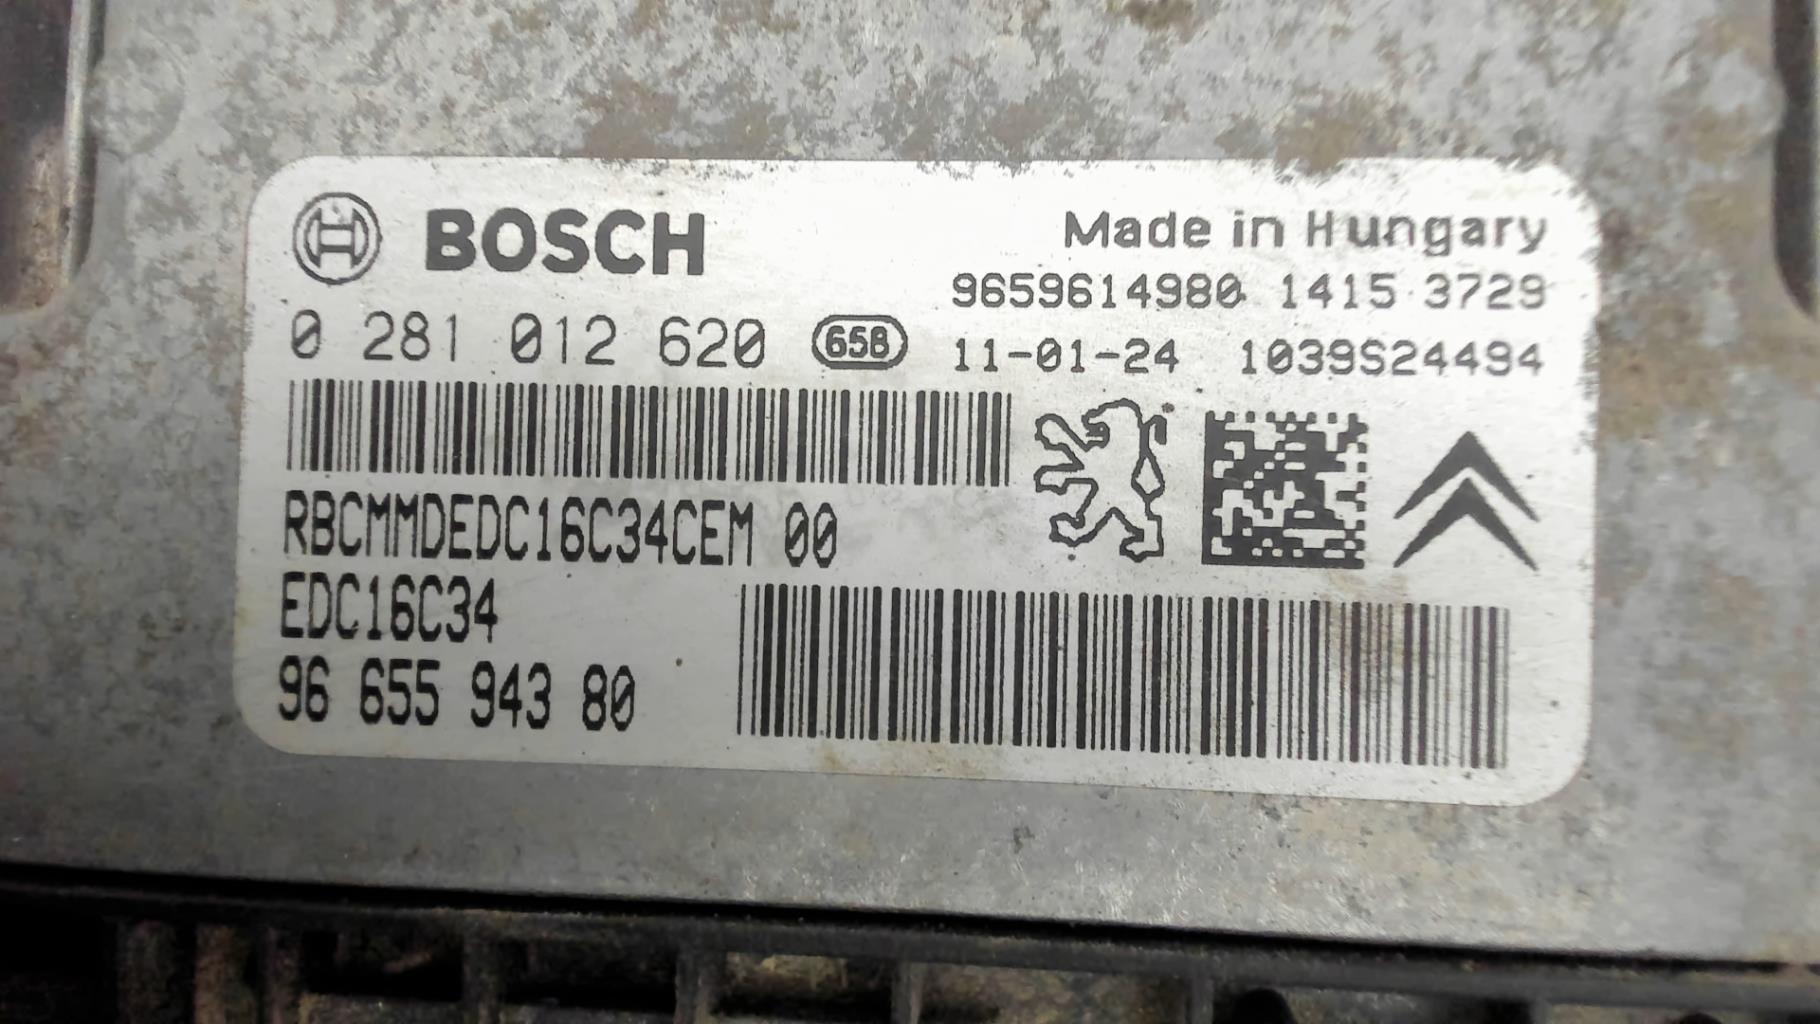 BOSCH
Made in Hungary
9659614980 1415 3729
0 281 012 620 658
11-01-24 1039S24494
RBCMMDEDC16C34CEM 00
EDC16C34
96 655 943 80